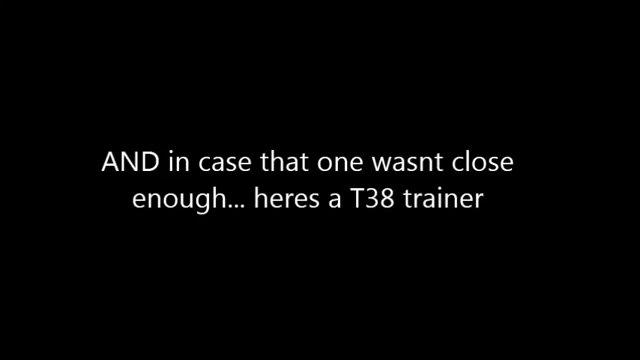 AND in case that one wasnt close
enough... heres a T38 trainer